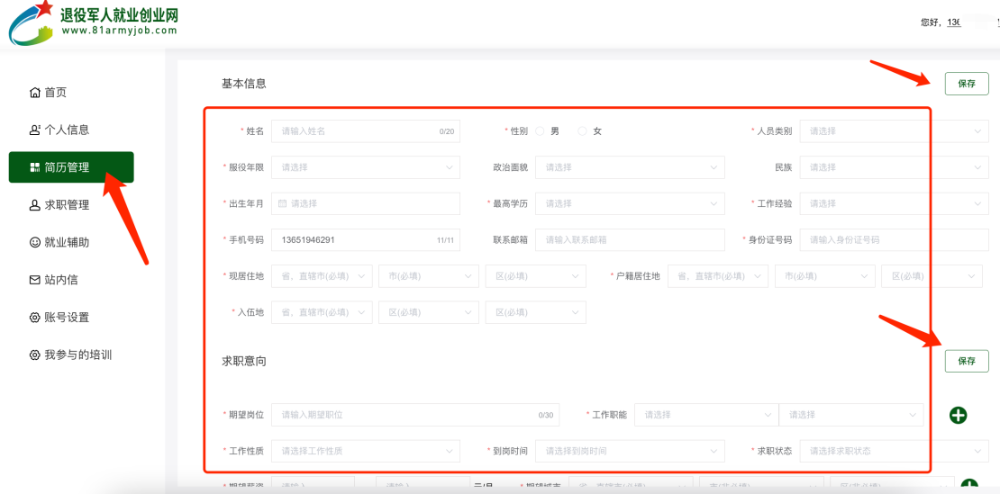 退役军人就业创业网
www.81armyjob.com
您好，
首页
个人信息
简历管理
求职管理
就业辅助
站内信
账号设置
我参与的培训
基本信息 保存
* 姓名 请输入姓名 0/20 * 性别 男 女 * 人员类别 请选择
* 服役年限 请选择 政治面貌 请选择 民族 请选择
* 出生年月 请选择 * 最高学历 请选择 * 工作经验 请选择
* 手机号码 13651946291 11/11 联系邮箱 请输入联系邮箱 * 身份证号码 请输入身份证号码
* 现居住地 省，直辖市(必填) 市(必填) 区(必填) * 户籍居住地 省，直辖市(必填) 市(必填) 区(必填)
* 入伍地 省，直辖市(必填) 区(必填) 区(必填)
求职意向 保存
* 期望岗位 请输入期望职位 0/30 * 工作职能 请选择 请选择
* 工作性质 请选择工作性质 * 到岗时间 请选择到岗时间 * 求职状态 请选择求职状态